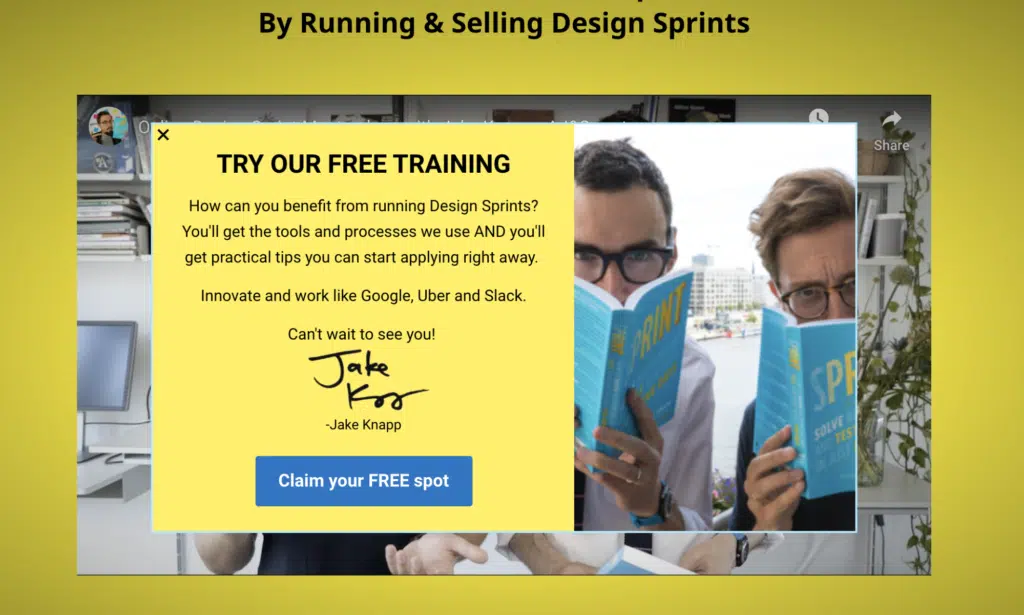 By Running & Selling Design Sprints
Share
TRY OUR FREE TRAINING
How can you benefit from running Design Sprints?
You'll get the tools and processes we use AND you'll
get practical tips you can start applying right away.
Innovate and work like Google, Uber and Slack.
Can't wait to see you!
Jake
Knapp
-Jake Knapp
Claim your FREE spot
SPRINT
SOLVE
TEST